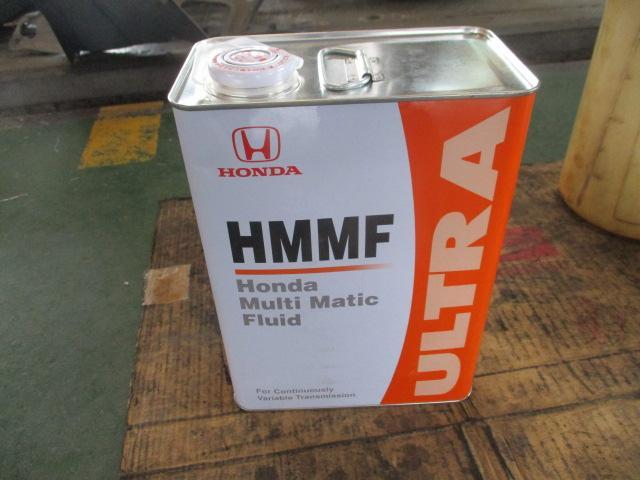 HONDA
HMMF
Honda
Multi Matic
Fluid
For Continuously
Variable Transmission
ULTRA